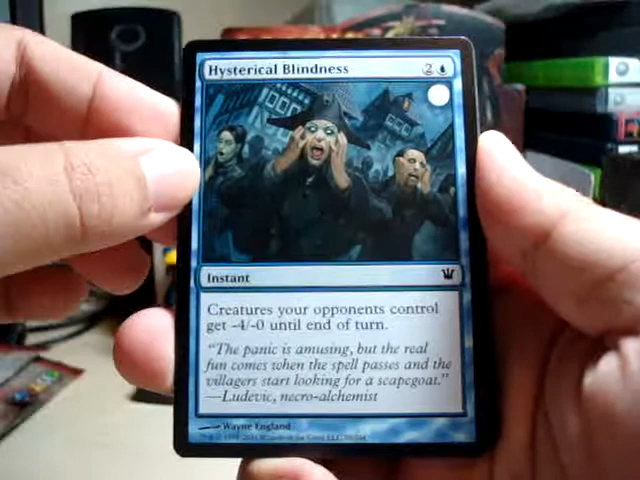 Hysterical Blindness 2
Instant
Creatures your opponents control
get -4/-0 until end of turn.
"The panic is amusing, but the real
fun comes when the spell passes and the
villagers start looking for a scapegoat."
—Ludevic, necro-alchemist
Wayne England